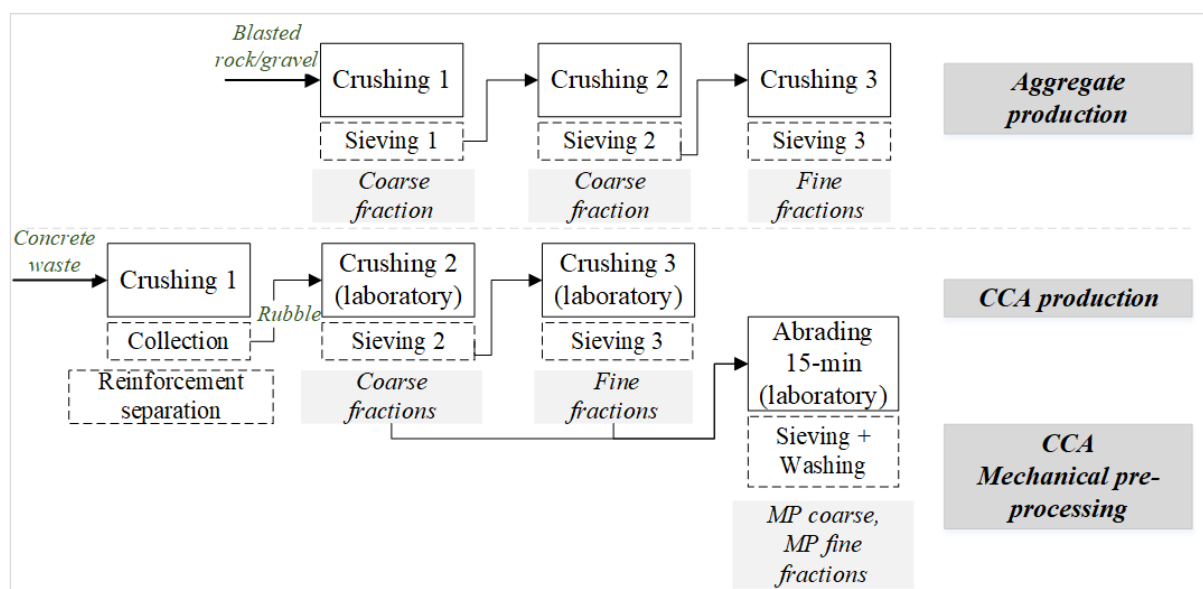 Blasted
rock/gravel
Crushing 1
Crushing 2
Crushing 3
Aggregate
production
Sieving 1
Sieving 2
Sieving 3
Coarse
fraction
Coarse
fraction
Fine
fractions
Concrete
waste
Crushing 1
Rubble
Crushing 2
(laboratory)
Crushing 3
(laboratory)
CCA production
Collection
Sieving 2
Sieving 3
Reinforcement
separation
Coarse
fractions
Fine
fractions
Abrading
15-min
(laboratory)
Sieving +
Washing
CCA
Mechanical pre-
processing
MP coarse,
MP fine
fractions